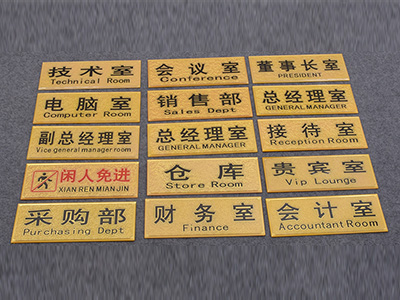 技术室
Technical Room
会议室
Conference
董事长室
PRESIDENT
电脑室
Computer Room
销售部
Sales Dept
总经理室
GENERAL MANAGER
副总经理室
Vice general manager room
总经理室
GENERAL MANAGER
接待室
Reception Room
闲人免进
XIAN REN MIAN JIN
仓库
Store Room
贵宾室
Vip Lounge
采购部
Purchasing Dept
财务室
Finance
会计室
Accountant Room